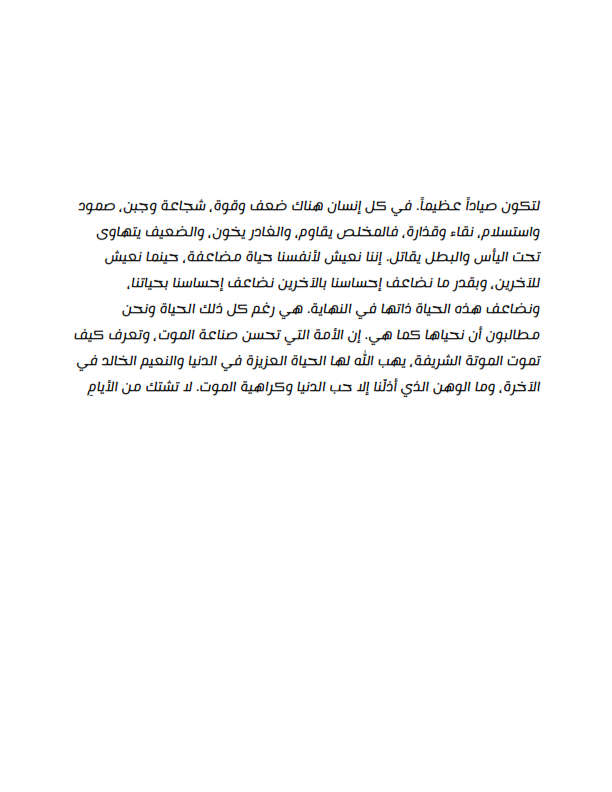 لتكون صياداً عظيماً. في كل إنسان هناك ضعف وقوة، شجاعة وجبن، صمود
واستسلام، نقاء وقذارة، فالمخلص يقاوم، والغادر يخون، والضعيف يتهاوى
تحت اليأس والبطل يقاتل. إننا نعيش لأنفسنا حياة مضاعفة، حينما نعيش
للآخرين، وبقدر ما نضاعف إحساسنا بالآخرين نضاعف إحساسنا بحياتنا،
ونضاعف هذه الحياة ذاتها في النهاية. هي رغم كل ذلك الحياة ونحن
مطالبون أن نحياها كما هي. إن الأمة التي تحسن صناعة الموت، وتعرف كيف
تموت الموتة الشريفة، يهب الله لها الحياة العزيزة في الدنيا والنعيم الخالد في
الآخرة، وما الوهن الذي أذلّنا إلا حب الدنيا وكراهية الموت. لا تشتك من الأيامِ